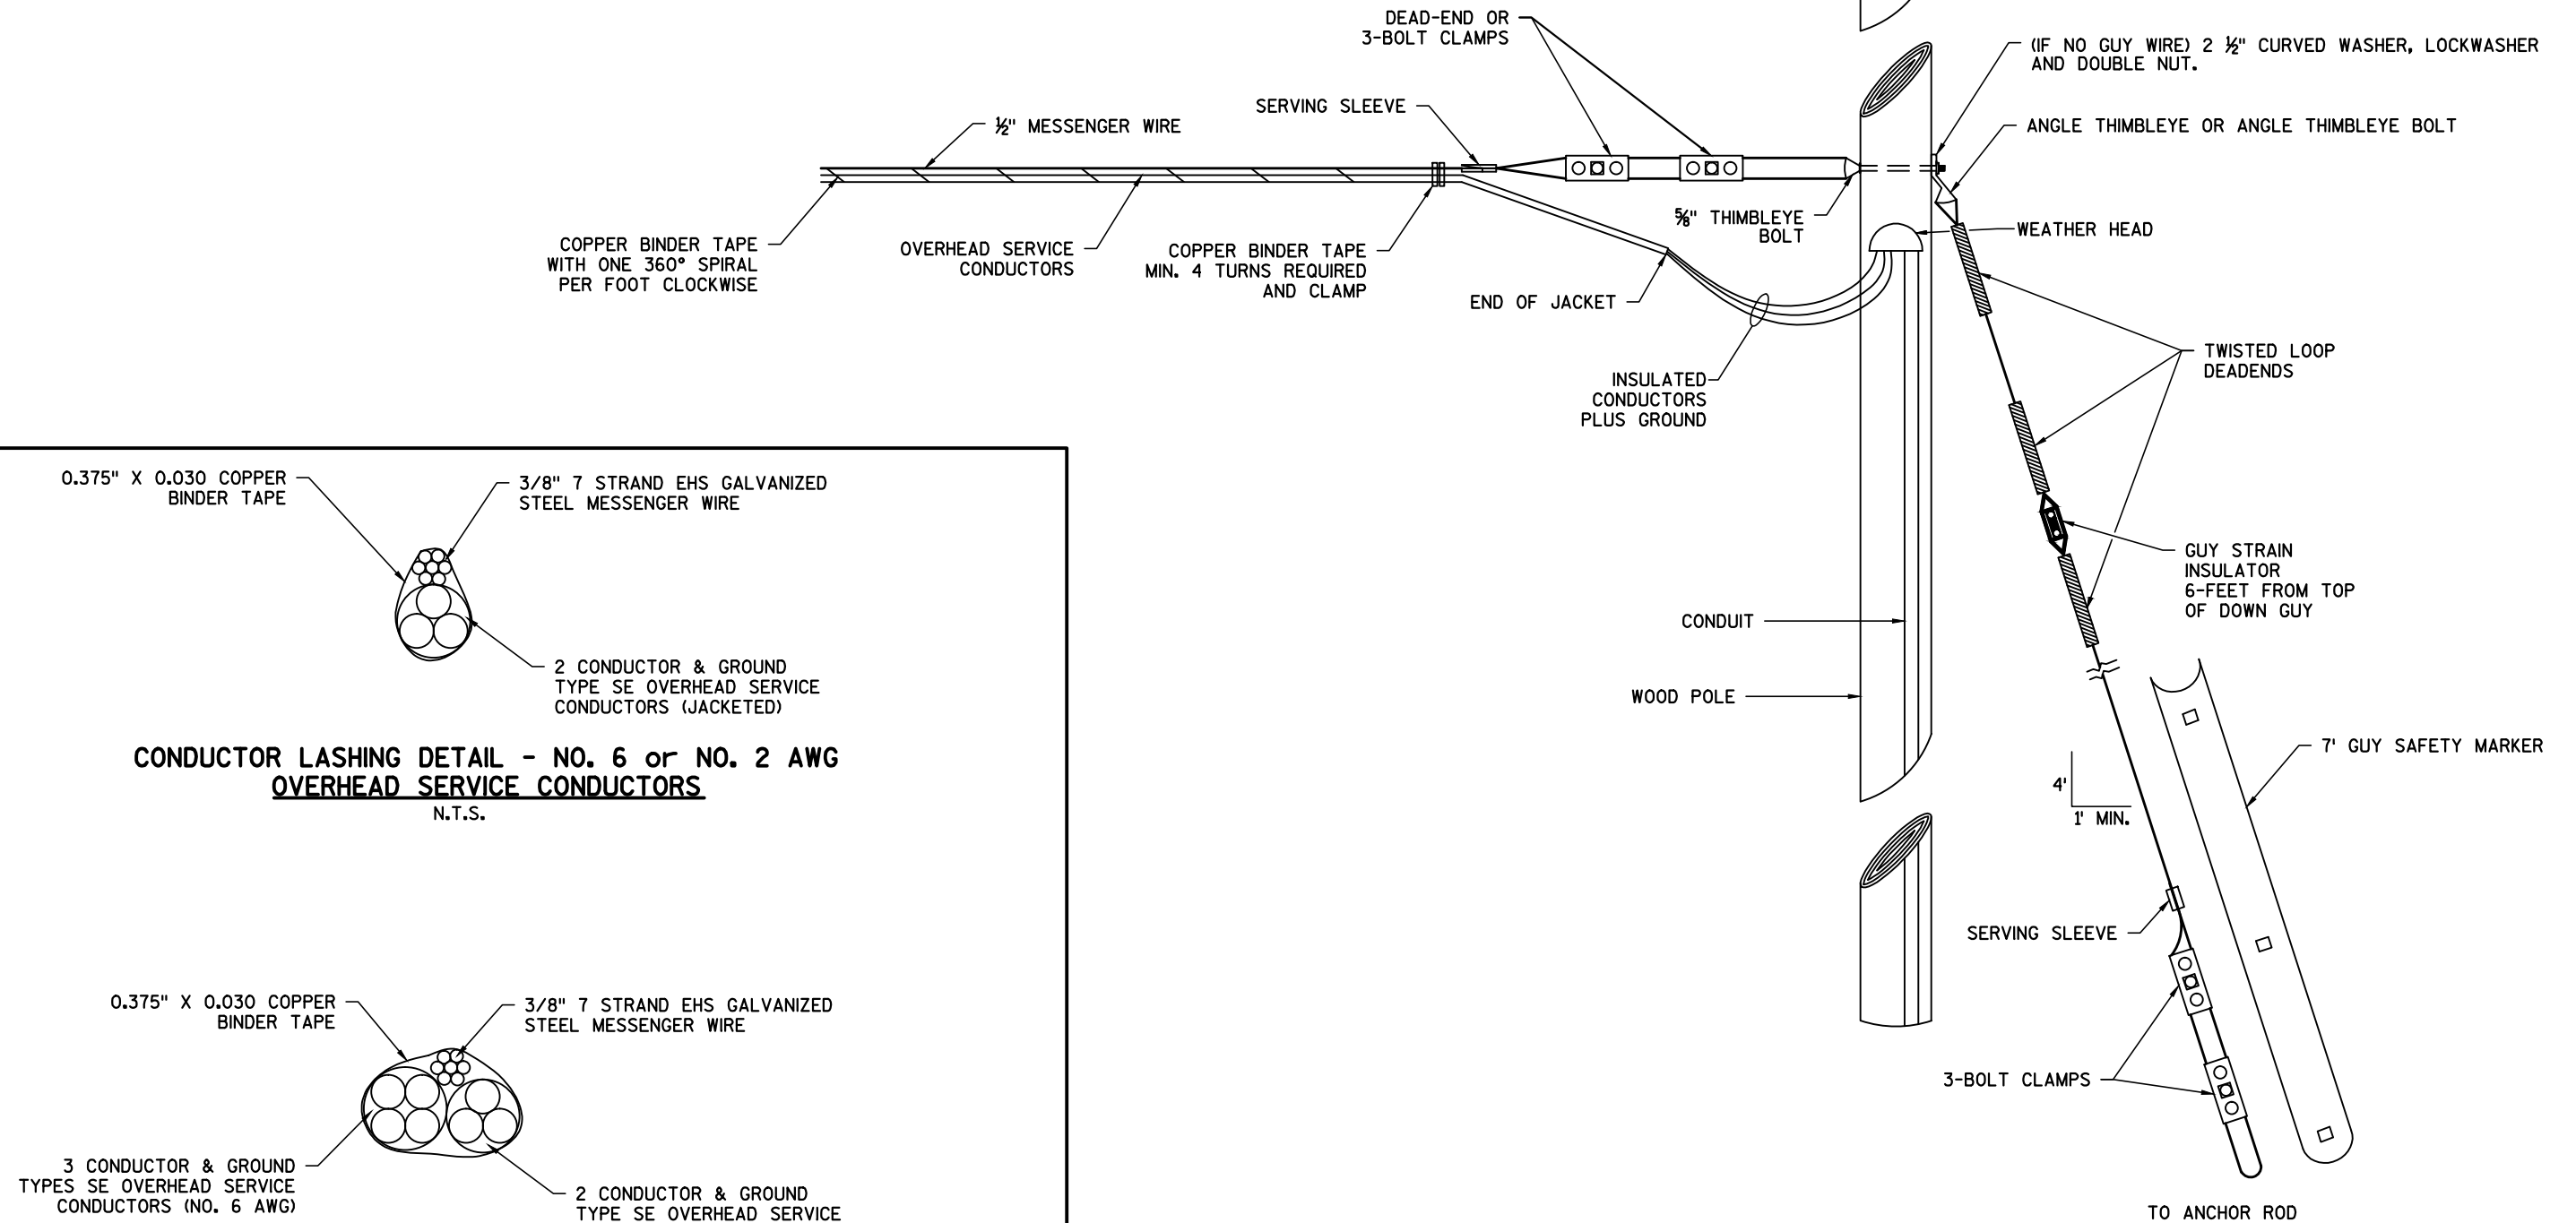 DEAD-END OR
3-BOLT CLAMPS
(IF NO GUY WIRE) 2 ½" CURVED WASHER, LOCKWASHER
AND DOUBLE NUT.
SERVING SLEEVE
½" MESSENGER WIRE
ANGLE THIMBLEYE OR ANGLE THIMBLEYE BOLT
⅝" THIMBLEYE
BOLT
WEATHER HEAD
COPPER BINDER TAPE
WITH ONE 360° SPIRAL
PER FOOT CLOCKWISE
OVERHEAD SERVICE
CONDUCTORS
COPPER BINDER TAPE
MIN. 4 TURNS REQUIRED
AND CLAMP
END OF JACKET
TWISTED LOOP
DEADENDS
INSULATED
CONDUCTORS
PLUS GROUND
GUY STRAIN
INSULATOR
6-FEET FROM TOP
OF DOWN GUY
CONDUIT
WOOD POLE
7' GUY SAFETY MARKER
4'
1' MIN.
SERVING SLEEVE
3-BOLT CLAMPS
TO ANCHOR ROD
0.375" X 0.030 COPPER
BINDER TAPE
3/8" 7 STRAND EHS GALVANIZED
STEEL MESSENGER WIRE
2 CONDUCTOR & GROUND
TYPE SE OVERHEAD SERVICE
CONDUCTORS (JACKETED)
CONDUCTOR LASHING DETAIL - NO. 6 or NO. 2 AWG
OVERHEAD SERVICE CONDUCTORS
N.T.S.
0.375" X 0.030 COPPER
BINDER TAPE
3/8" 7 STRAND EHS GALVANIZED
STEEL MESSENGER WIRE
3 CONDUCTOR & GROUND
TYPES SE OVERHEAD SERVICE
CONDUCTORS (NO. 6 AWG)
2 CONDUCTOR & GROUND
TYPE SE OVERHEAD SERVICE